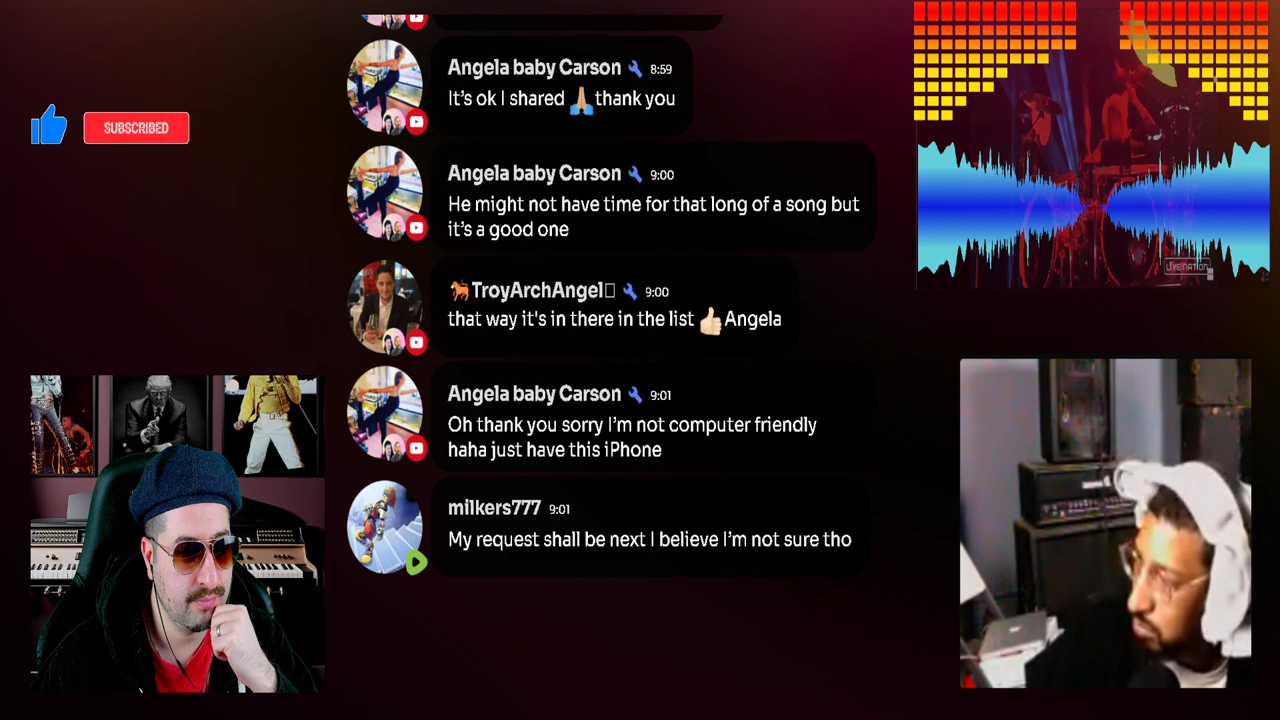 Angela baby Carson 8:59
It's ok I shared 🙏🏼thank you
Angela baby Carson 9:00
He might not have time for that long of a song but
it's a good one
🐂TroyArchAngel 9:00
that way it's in there in the list 👍🏻Angela
Angela baby Carson 9:01
Oh thank you sorry I'm not computer friendly
haha just have this iPhone
milkers777 9:01
My request shall be next I believe I'm not sure tho
SUBSCRIBED
LIVE NATION